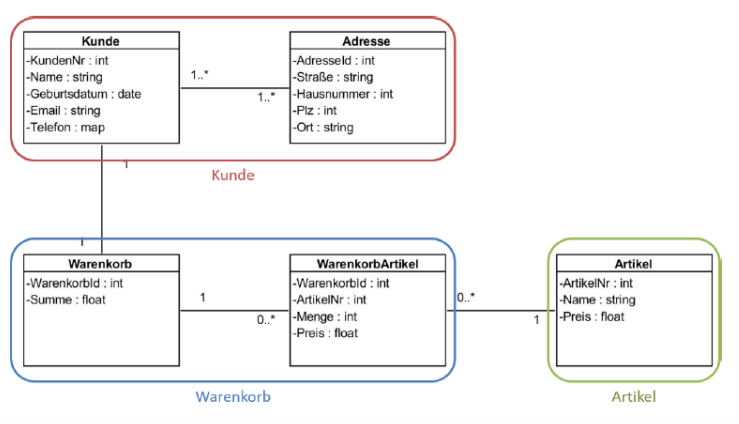 Kunde
-KundenNr : int
-Name : string
-Geburtsdatum : date
-Email : string
-Telefon : map
1..*
1..*
Adresse
-AdresseId : int
-Straße : string
-Hausnummer : int
-Plz : int
-Ort : string
Kunde
1
1
Warenkorb
-WarenkorbId : int
-Summe : float
1
0..*
WarenkorbArtikel
-WarenkorbId : int
-ArtikelNr : int
-Menge : int
-Preis : float
0..*
1
Artikel
-ArtikelNr : int
-Name : string
-Preis : float
Warenkorb
Artikel